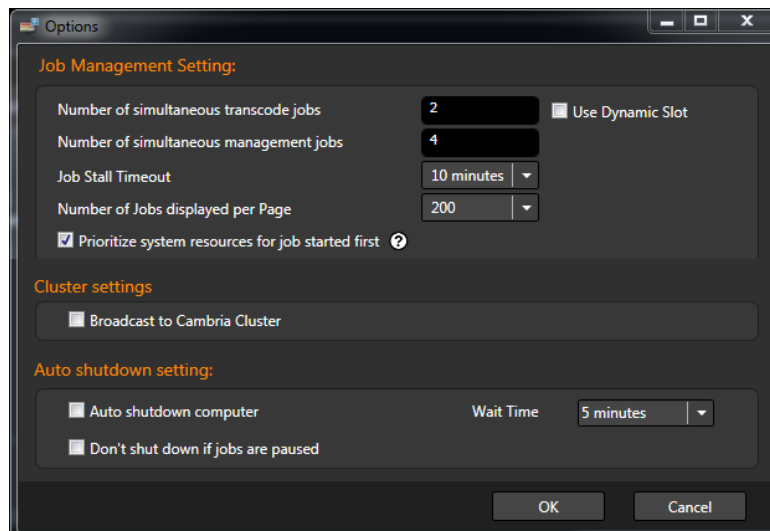 Options
Job Management Setting:
Number of simultaneous transcode jobs 2 Use Dynamic Slot
Number of simultaneous management jobs 4
Job Stall Timeout 10 minutes
Number of Jobs displayed per Page 200
Prioritize system resources for job started first ?
Cluster settings
Broadcast to Cambria Cluster
Auto shutdown setting:
Auto shutdown computer Wait Time 5 minutes
Don't shut down if jobs are paused
OK Cancel